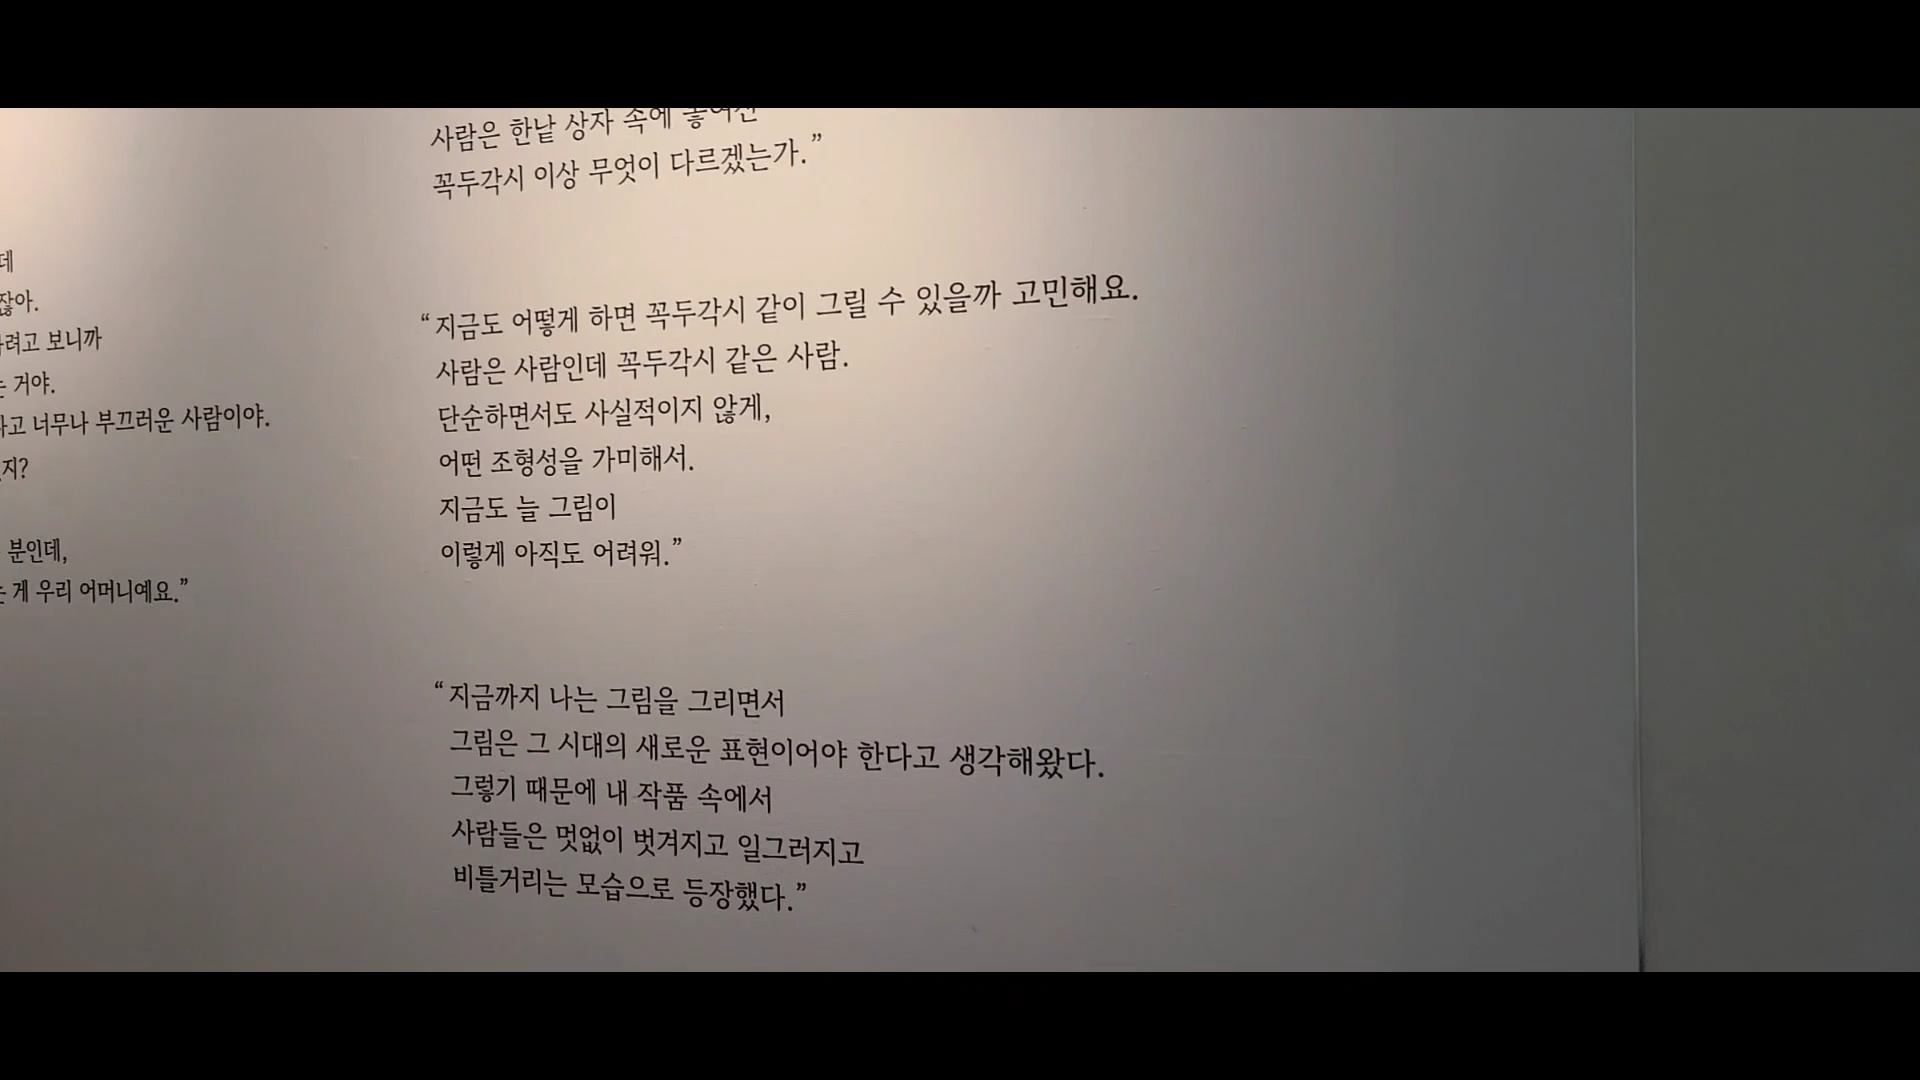 데
잖아.
려고 보니까
는 거야.
고 너무나 부끄러운 사람이야.
지?
분인데,
는 게 우리 어머니예요.”
사람은 한낱 상자 속에 놓여진
꼭두각시 이상 무엇이 다르겠는가.”
“지금도 어떻게 하면 꼭두각시 같이 그릴 수 있을까 고민해요.
사람은 사람인데 꼭두각시 같은 사람.
단순하면서도 사실적이지 않게,
어떤 조형성을 가미해서.
지금도 늘 그림이
이렇게 아직도 어려워.”
“지금까지 나는 그림을 그리면서
그림은 그 시대의 새로운 표현이어야 한다고 생각해왔다.
그렇기 때문에 내 작품 속에서
사람들은 멋없이 벗겨지고 일그러지고
비틀거리는 모습으로 등장했다.”